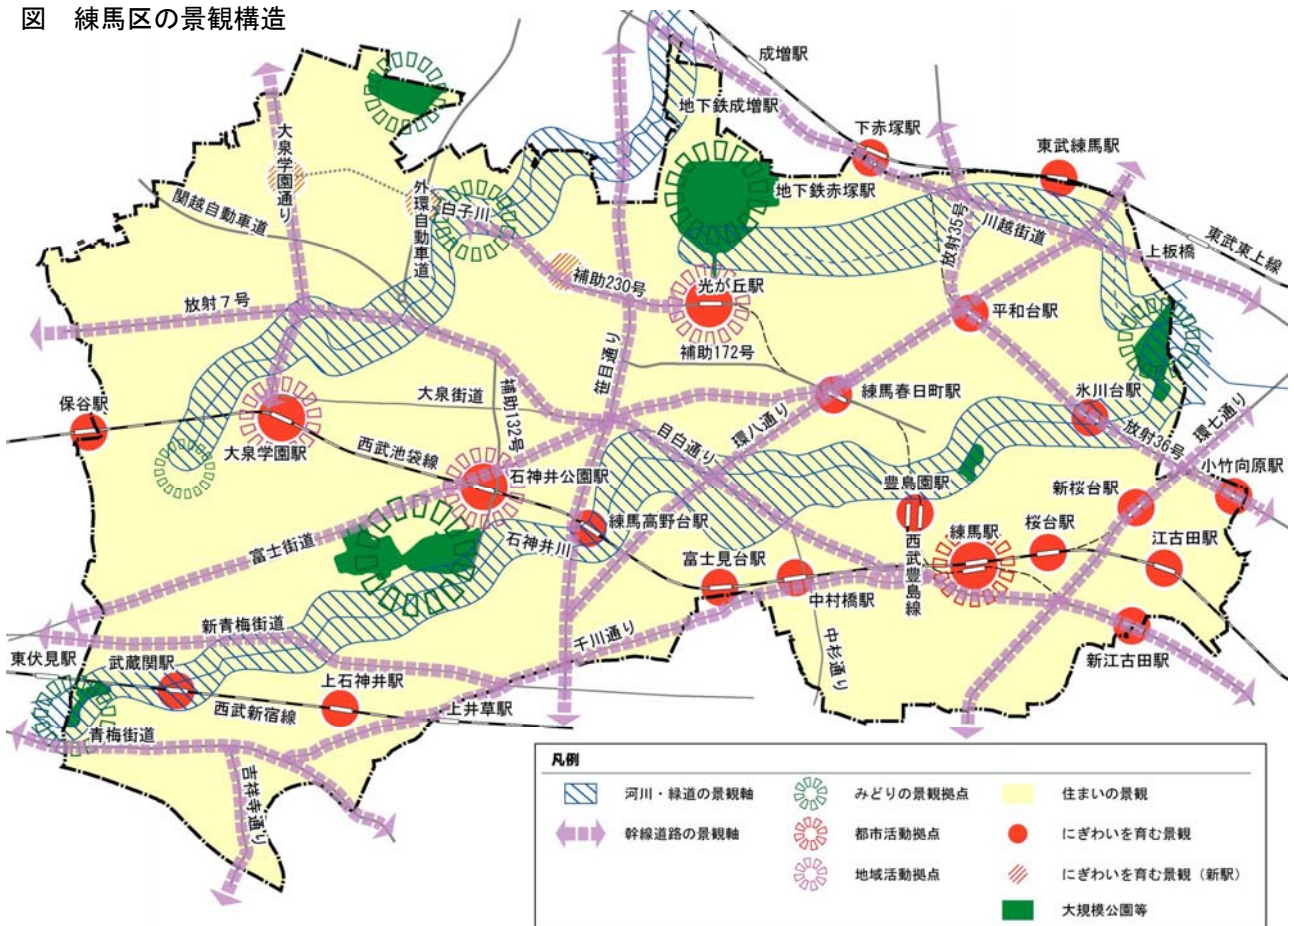 図　練馬区の景観構造
成増駅
地下鉄成増駅
下赤塚駅
東武練馬駅
大泉学園通り
外環自動車道
白子川
地下鉄赤塚駅
関越自動車道
放射35号
川越街道
東武東上線
上板橋
放射７号
補助230号
光が丘駅
平和台駅
笹目通り
補助172号
保谷駅
大泉街道
補助132号
練馬春日町駅
氷川台駅
環七通り
大泉学園駅
西武池袋線
目白通り
環八通り
放射36号
石神井公園駅
豊島園駅
新桜台駅
小竹向原駅
富士街道
石神井川
練馬高野台駅
練馬駅
桜台駅
江古田駅
富士見台駅
西武豊島線
中村橋駅
新青梅街道
千川通り
中杉通り
新江古田駅
東伏見駅
武蔵関駅
上石神井駅
西武新宿線
上井草駅
青梅街道
吉祥寺通り
凡例
河川・緑道の景観軸
みどりの景観拠点
住まいの景観
幹線道路の景観軸
都市活動拠点
にぎわいを育む景観
地域活動拠点
にぎわいを育む景観（新駅）
大規模公園等